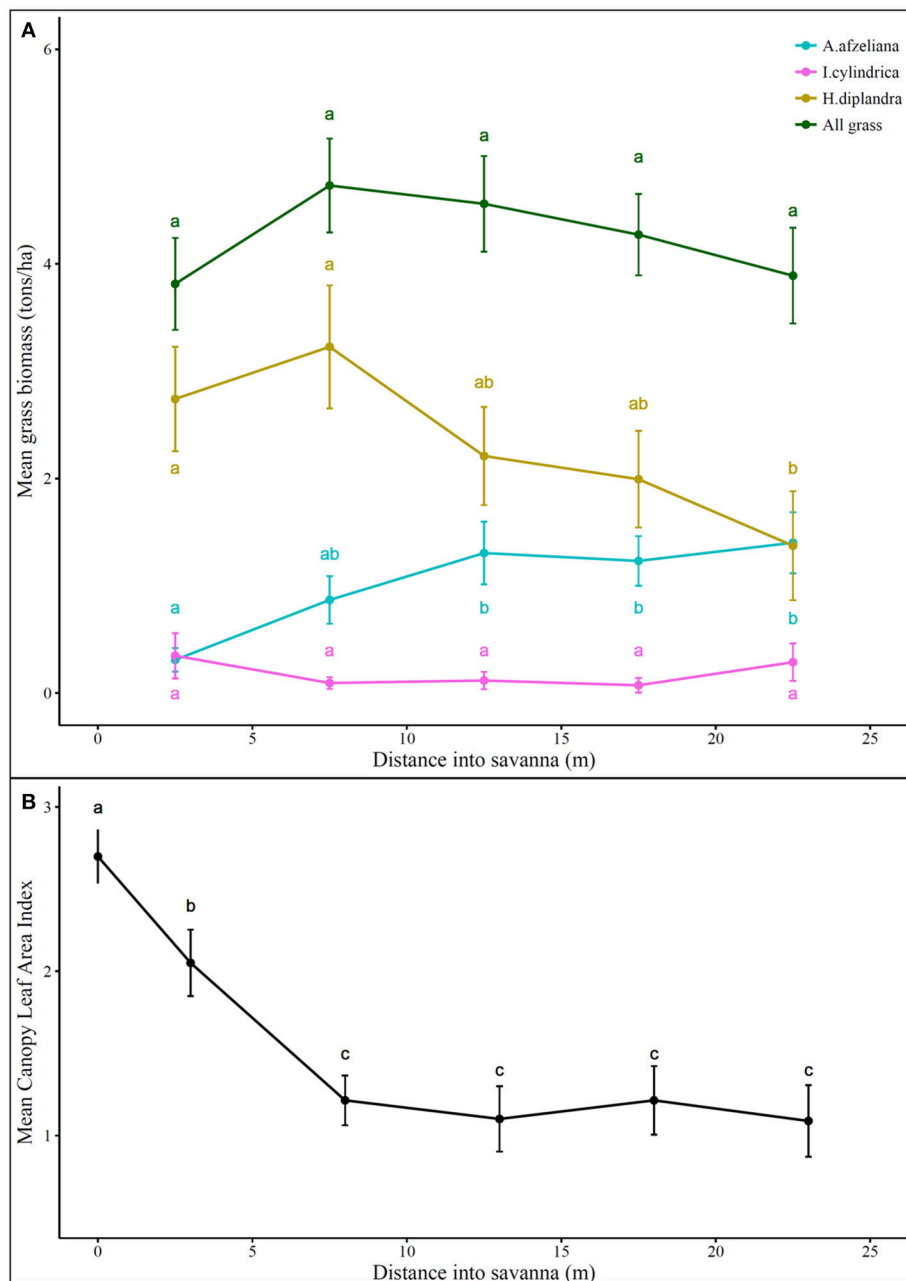 A
A.afzeliana
I.cylindrica
H.diplandra
All grass
Mean grass biomass (tons/ha)
6
4
2
0
a a a a a
a a ab ab b
a ab b b b
a a a a a
0 5 10 15 20 25
Distance into savanna (m)
B
Mean Canopy Leaf Area Index
3
2
1
a b c c c c
0 5 10 15 20 25
Distance into savanna (m)